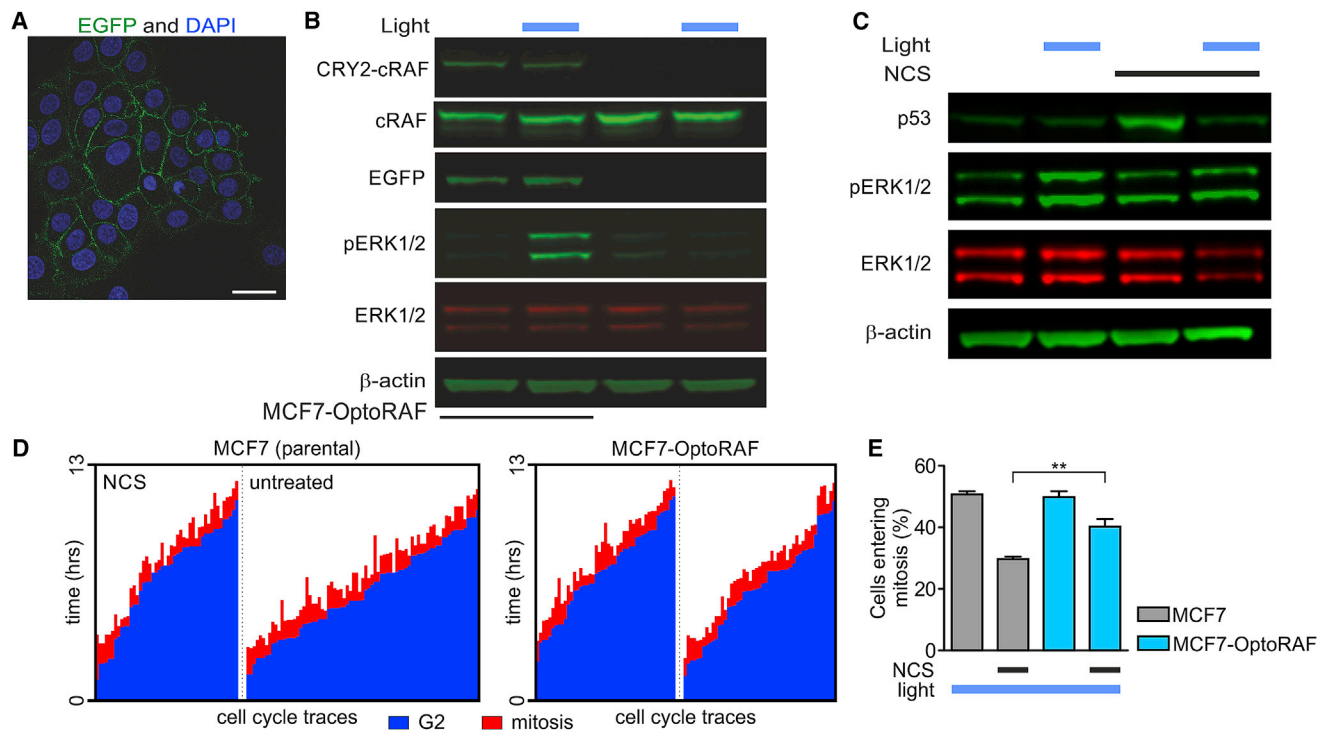 A
EGFP and DAPI
B
Light
CRY2-cRAF
cRAF
EGFP
pERK1/2
ERK1/2
β-actin
MCF7-OptoRAF
C
Light
NCS
p53
pERK1/2
ERK1/2
β-actin
D
MCF7 (parental)
13
NCS
untreated
time (hrs)
0
cell cycle traces
MCF7-OptoRAF
13
time (hrs)
0
cell cycle traces
G2
mitosis
E
60
**
40
20
0
Cells entering
mitosis (%)
NCS
light
MCF7
MCF7-OptoRAF